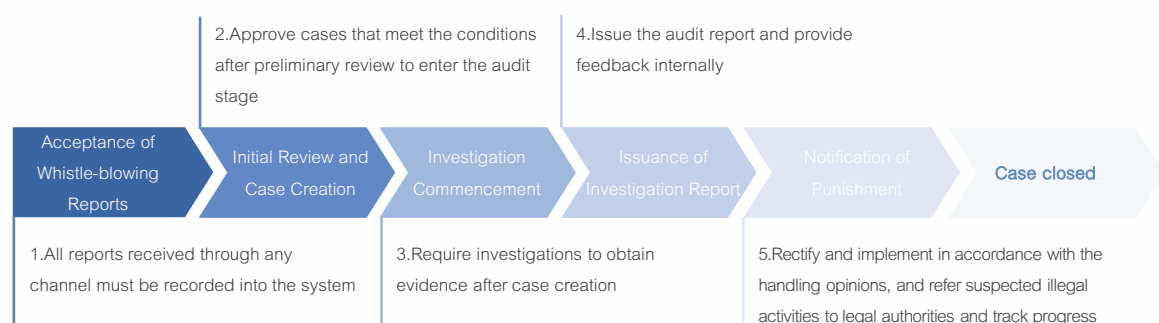 2.Approve cases that meet the conditions
after preliminary review to enter the audit
stage
4.Issue the audit report and provide
feedback internally
Acceptance of
Whistle-blowing
Reports
Initial Review and
Case Creation
Investigation
Commencement
Issuance of
Investigation Report
Notification of
Punishment
Case closed
1.All reports received through any
channel must be recorded into the system
3.Require investigations to obtain
evidence after case creation
5.Rectify and implement in accordance with the
handling opinions, and refer suspected illegal
activities to legal authorities and track progress